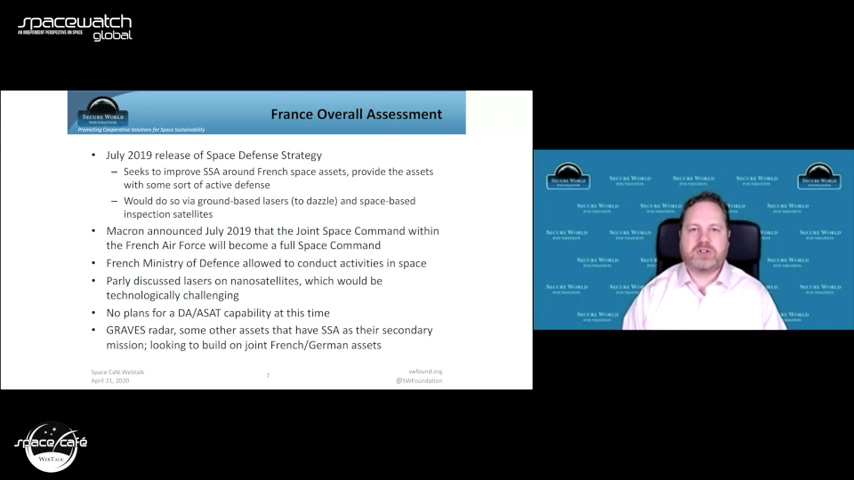 spacewatch
AN INDEPENDENT PERSPECTIVE ON SPACE
global
SECURE WORLD
FOUNDATION
Promoting Cooperative Solutions for Space Sustainability
France Overall Assessment
• July 2019 release of Space Defense Strategy
– Seeks to improve SSA around French space assets, provide the assets
with some sort of active defense
– Would do so via ground-based lasers (to dazzle) and space-based
inspection satellites
• Macron announced July 2019 that the Joint Space Command within
the French Air Force will become a full Space Command
• French Ministry of Defence allowed to conduct activities in space
• Parly discussed lasers on nanosatellites, which would be
technologically challenging
• No plans for a DA/ASAT capability at this time
• GRAVES radar, some other assets that have SSA as their secondary
mission; looking to build on joint French/German assets
Space Café Webtalk
April 21, 2020
7
swfound.org
@SWFoundation
SECURE WORLD
FOUNDATION
space café
WEBTALK